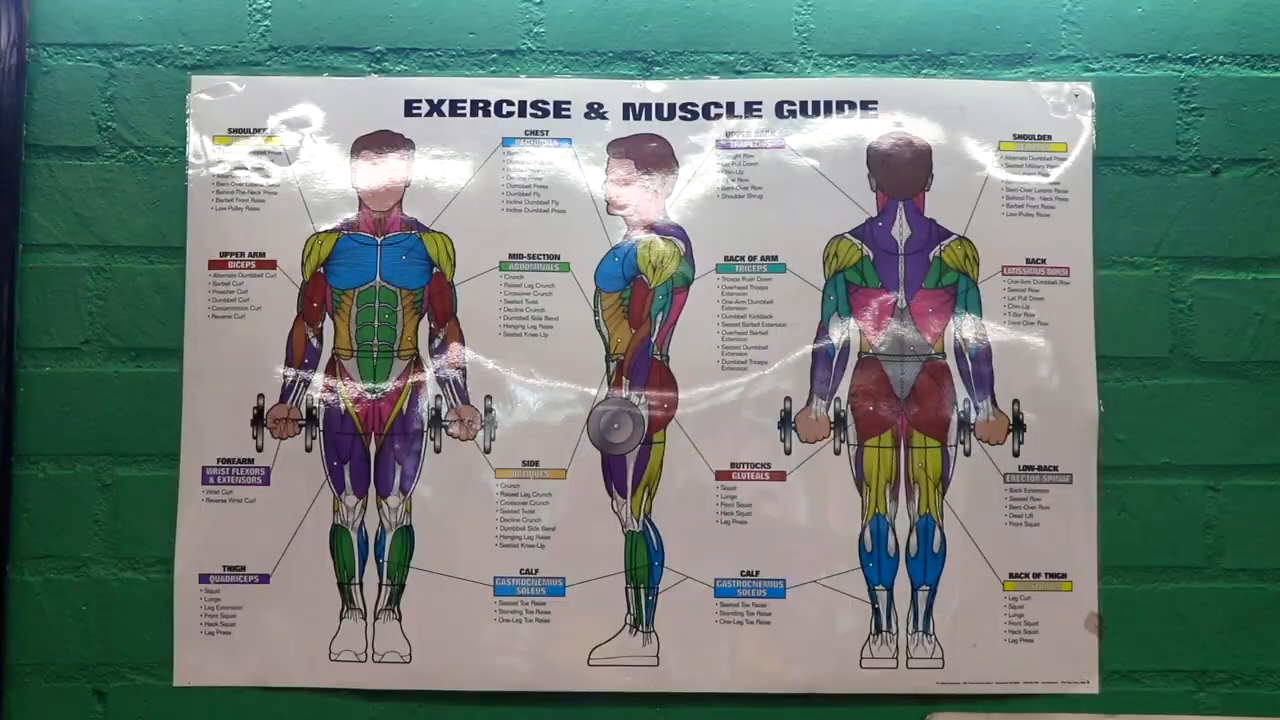 EXERCISE & MUSCLE GUIDE
SHOULDER
• Bent-Over Lateral Raise
• Behind-The-Neck Press
• Barbell Front Raise
• Low-Pulley Raise
UPPER ARM
BICEPS
• Alternate Dumbbell Curl
• Barbell Curl
• Preacher Curl
• Dumbbell Curl
• Concentration Curl
• Reverse Curl
FOREARM
WRIST FLEXORS
& EXTENSORS
• Wrist Curl
• Reverse Wrist Curl
THIGH
QUADRICEPS
• Squat
• Lunge
• Leg Extension
• Front Squat
• Hack Squat
• Leg Press
CHEST
PECTORALS
• Decline Press
• Dumbbell Press
• Dumbbell Fly
• Incline Dumbbell Fly
• Incline Dumbbell Press
MID-SECTION
ABDOMINALS
• Crunch
• Raised Leg Crunch
• Crossover Crunch
• Seated Twist
• Decline Crunch
• Dumbbell Side Bend
• Hanging Leg Raise
• Seated Knee-Up
SIDE
OBLIQUES
• Crunch
• Raised Leg Crunch
• Crossover Crunch
• Seated Twist
• Decline Crunch
• Dumbbell Side Bend
• Hanging Leg Raise
• Seated Knee-Up
CALF
GASTROCNEMIUS
SOLEUS
• Seated Toe Raise
• Standing Toe Raise
• One-Leg Toe Raise
UPPER BACK
TRAPEZIUS
• Upright Row
• Lat Pull Down
• Chin-Up
• Bent-Over Row
• Shoulder Shrug
BACK OF ARM
TRICEPS
• Triceps Push Down
• Overhead Triceps
Extension
• One-Arm Dumbbell
Extension
• Dumbbell Kickback
• Seated Barbell Extension
• Overhead Barbell
Extension
• Seated Dumbbell
Extension
• Dumbbell Triceps
Extension
BUTTOCKS
GLUTEALS
• Squat
• Lunge
• Front Squat
• Hack Squat
• Leg Press
CALF
GASTROCNEMIUS
SOLEUS
• Seated Toe Raise
• Standing Toe Raise
• One-Leg Toe Raise
SHOULDER
• Alternate Dumbbell Press
• Seated Military Press
• Bent-Over Lateral Raise
• Behind-The-Neck Press
• Barbell Front Raise
• Low-Pulley Raise
BACK
LATISSIMUS DORSI
• One-Arm Dumbbell Row
• Seated Row
• Lat Pull Down
• Chin-Up
• T-Bar Row
• Bent-Over Row
LOW-BACK
ERECTOR SPINAE
• Back Extension
• Seated Row
• Bent-Over Row
• Dead Lift
• Front Squat
BACK OF THIGH
• Leg Curl
• Squat
• Lunge
• Front Squat
• Hack Squat
• Leg Press